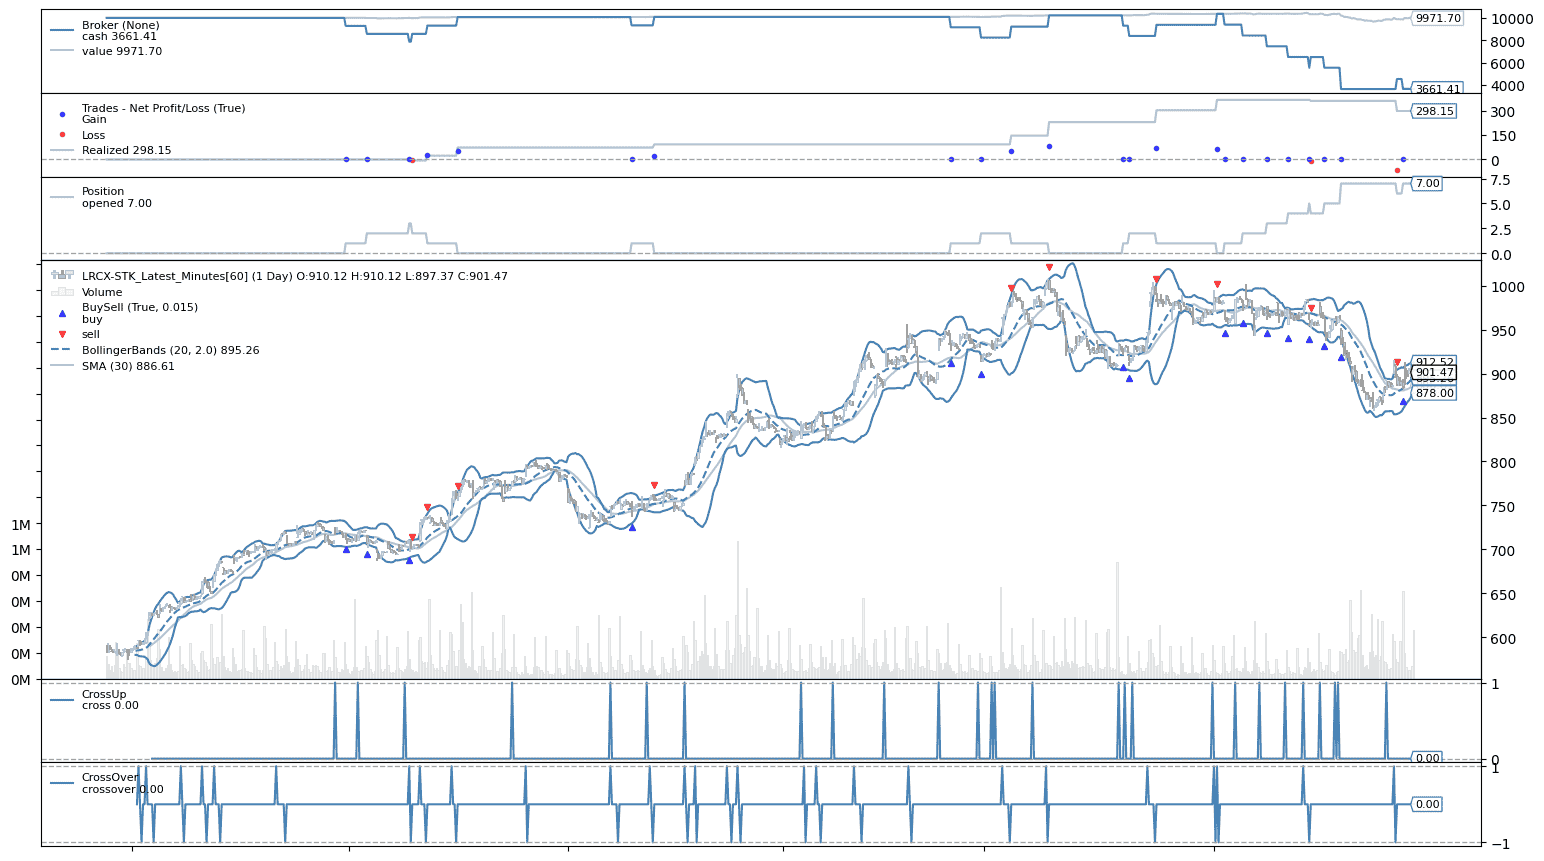 Broker (None)
cash 3661.41
value 9971.70
9971.70
10000
8000
6000
4000
3661.41
Trades - Net Profit/Loss (True)
Gain
Loss
Realized 298.15
300
298.15
150
0
Position
opened 7.00
7.5
7.00
5.0
2.5
0.0
LRCX-STK_Latest_Minutes[60] (1 Day) O:910.12 H:910.12 L:897.37 C:901.47
Volume
BuySell (True, 0.015)
buy
sell
BollingerBands (20, 2.0) 895.26
SMA (30) 886.61
1000
950
912.52
901.47
900
878.00
850
800
750
700
650
600
1M
1M
0M
0M
0M
0M
0M
CrossUp
cross 0.00
1
0.00
0
CrossOver
crossover 0.00
1
0.00
−1